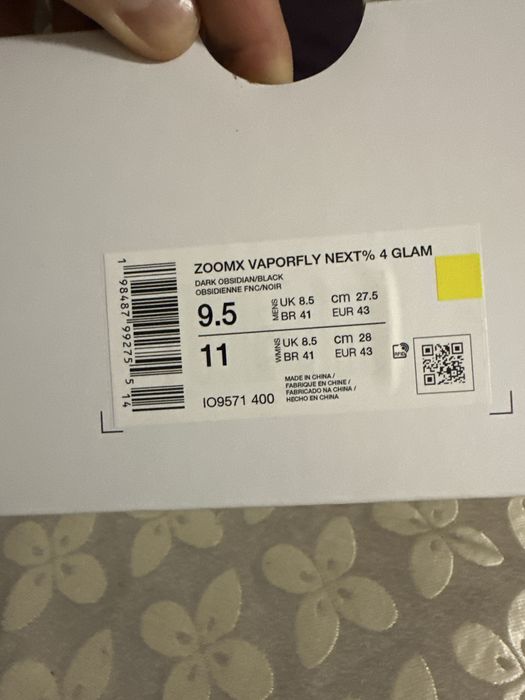 ZOOMX VAPORFLY NEXT% 4 GLAM
DARK OBSIDIAN/BLACK
OBSIDIENNE FNC/NOIR
9.5 MENS UK 8.5 cm 27.5
BR 41 EUR 43
11 WMNS UK 8.5 cm 28
BR 41 EUR 43
RFID
MADE IN CHINA /
FABRIQUE EN CHINE /
FABRICADO NA CHINA /
HECHO EN CHINA
IO9571 400
1 98487 99275 5 14